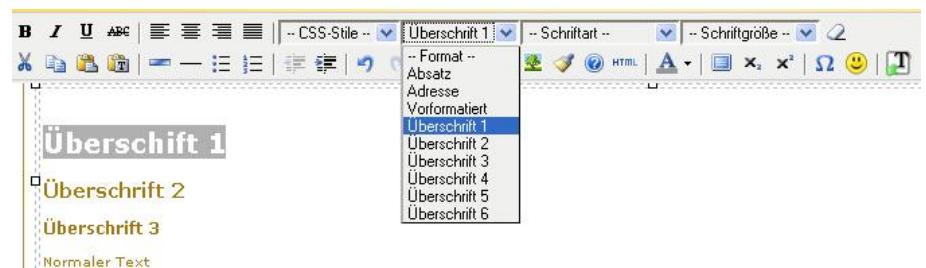 B I U ABC -- CSS-Stile -- Überschrift 1 -- Schriftart -- -- Schriftgröße --
HTML A x₂ x² Ω T
-- Format --
Absatz
Adresse
Vorformatiert
Überschrift 1
Überschrift 2
Überschrift 3
Überschrift 4
Überschrift 5
Überschrift 6
Überschift 1
Überschrift 2
Überschrift 3
Normaler Text